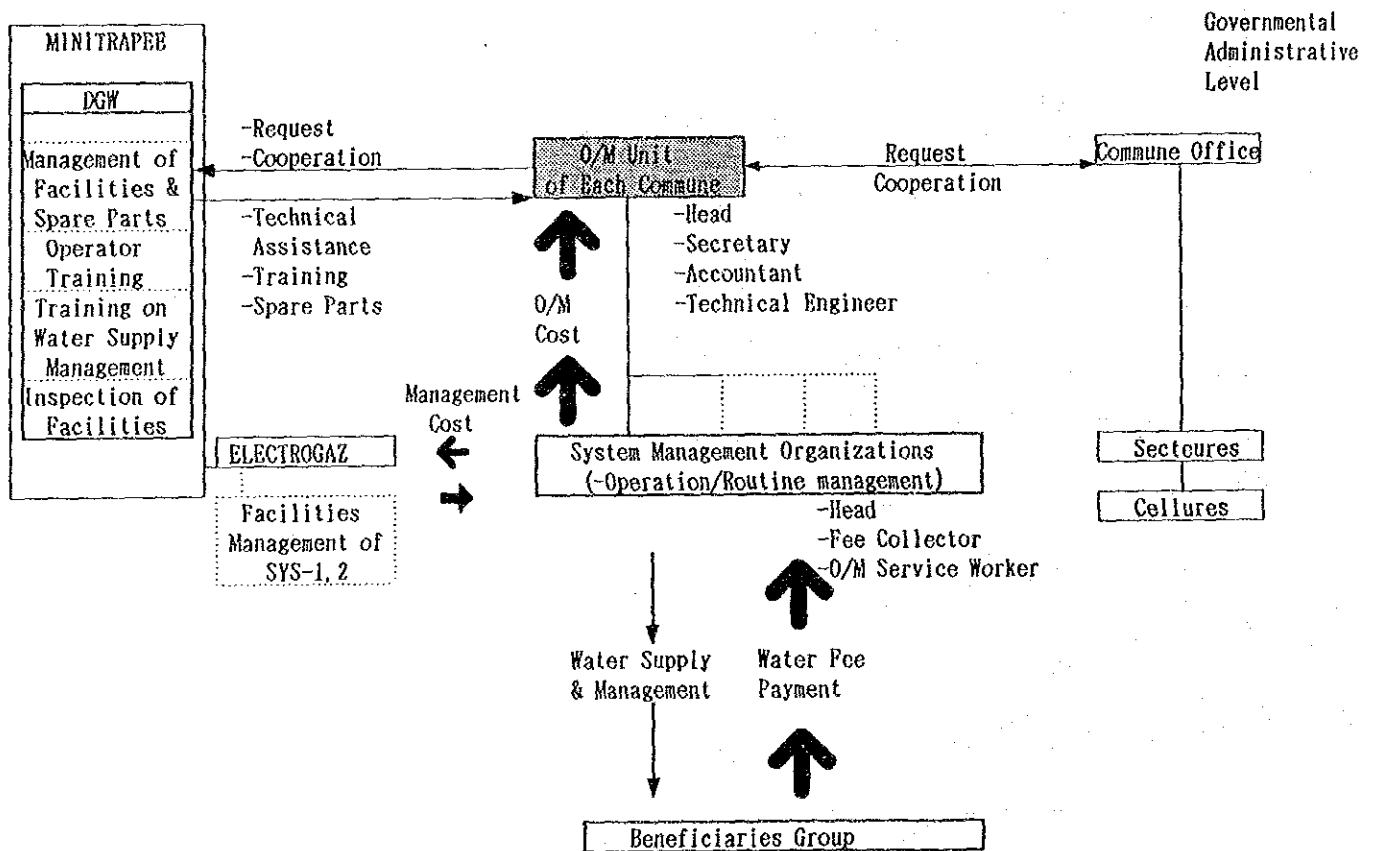 Governmental
Administrative
Level
MINITRAPEE
DGW
Management of
Facilities &
Spare Parts
Operator
Training
Training on
Water Supply
Management
Inspection of
Facilities
-Request
-Cooperation
-Technical
Assistance
-Training
-Spare Parts
O/M Unit
of Each Commune
-Head
-Secretary
-Accountant
-Technical Engineer
Request
Cooperation
Commune Office
O/M
Cost
Management
Cost
ELECTROGAZ
Facilities
Management of
SYS-1,2
System Management Organizations
(-Operation/Routine management)
-Head
-Fee Collector
-O/M Service Worker
Secteures
Cellures
Water Supply
& Management
Water Fee
Payment
Beneficiaries Group